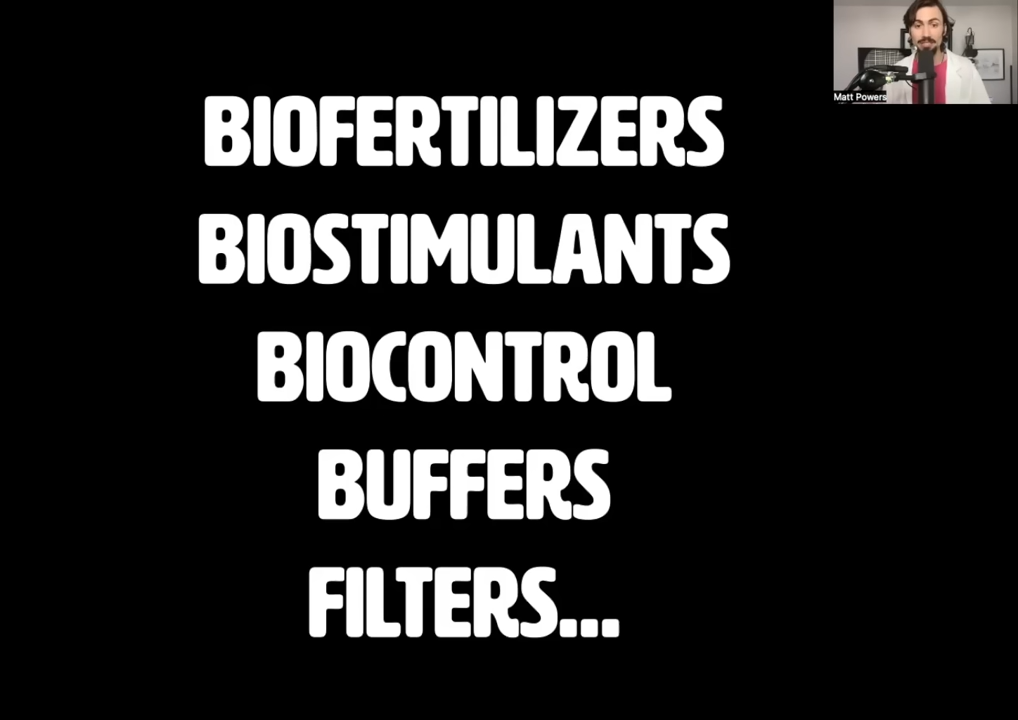 BIOFERTILIZERS
BIOSTIMULANTS
BIOCONTROL
BUFFERS
FILTERS...
Matt Powers